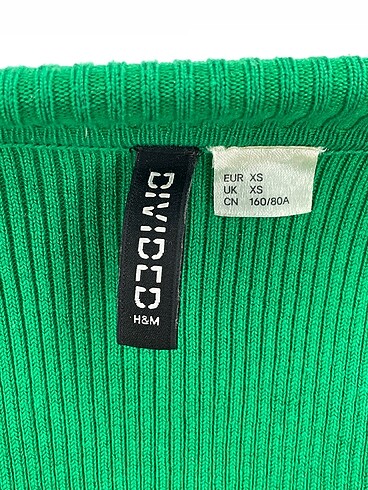 DIVIDED
H&M
EUR XS
UK XS
CN 160/80A